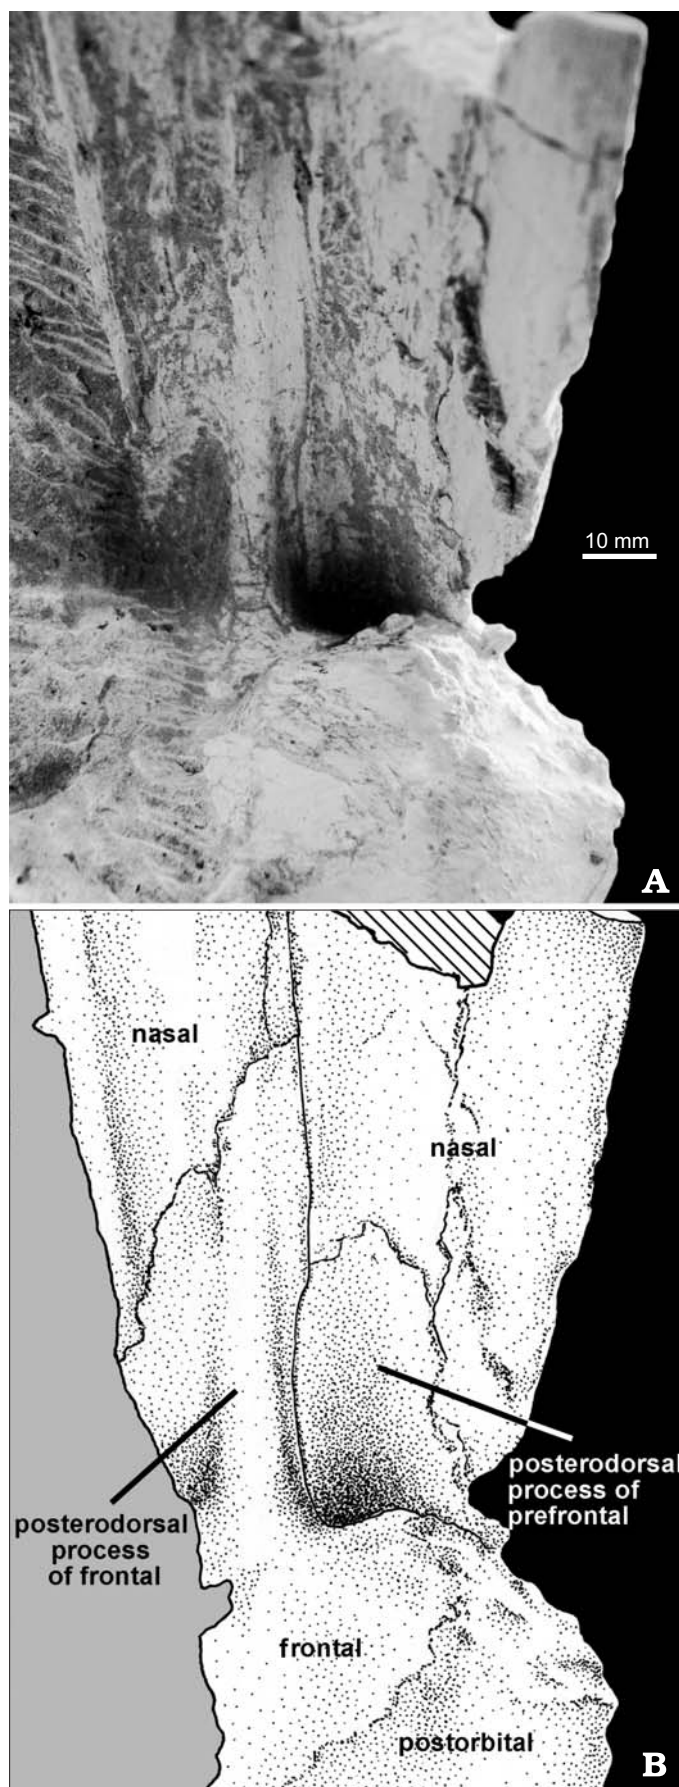 10 mm
A
nasal
nasal
posterodorsal
process of
prefrontal
posterodorsal
process
of frontal
frontal
postorbital
B